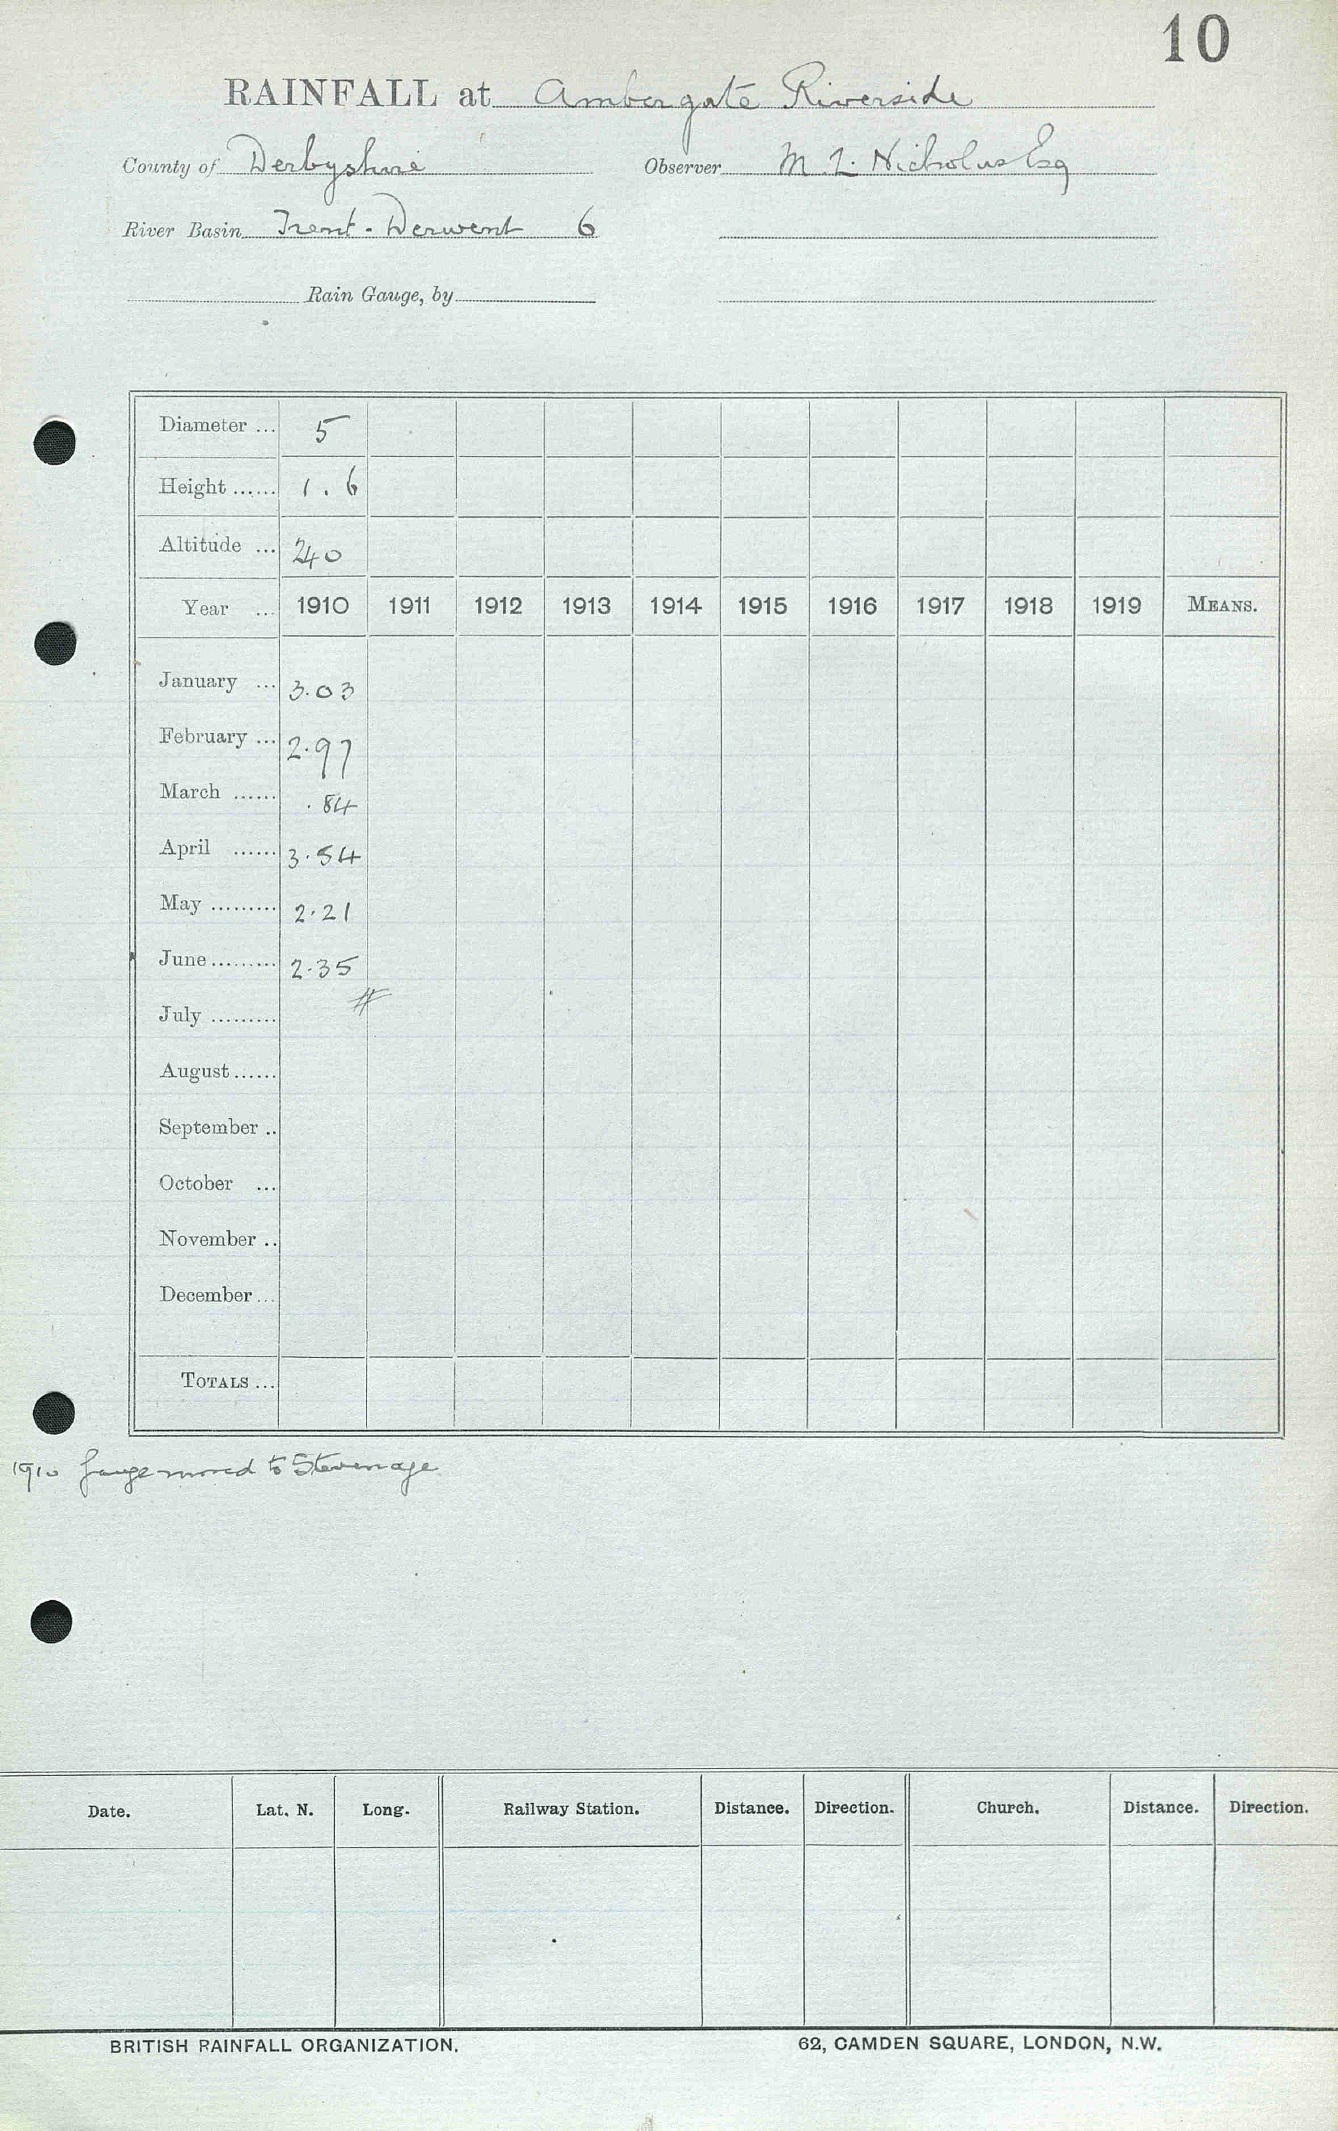 10
RAINFALL at Ambergate Riverside
County of Derbyshire Observer M. L. Nicholas Esq
River Basin Trent - Derwent 6
Rain Gauge, by
Diameter ... 5
Height ...... 1.6
Altitude ... 240
Year ... 1910 1911 1912 1913 1914 1915 1916 1917 1918 1919 MEANS.
January ... 3.03
February ... 2.97
March ...... .84
April ...... 3.54
May ......... 2.21
June ......... 2.35
#
July .........
August ......
September ..
October ...
November ..
December ...
TOTALS ...
1910 Gauge moved to Stevenage
Date. Lat. N. Long. Railway Station. Distance. Direction. Church. Distance. Direction.
BRITISH RAINFALL ORGANIZATION. 62, CAMDEN SQUARE, LONDON, N.W.